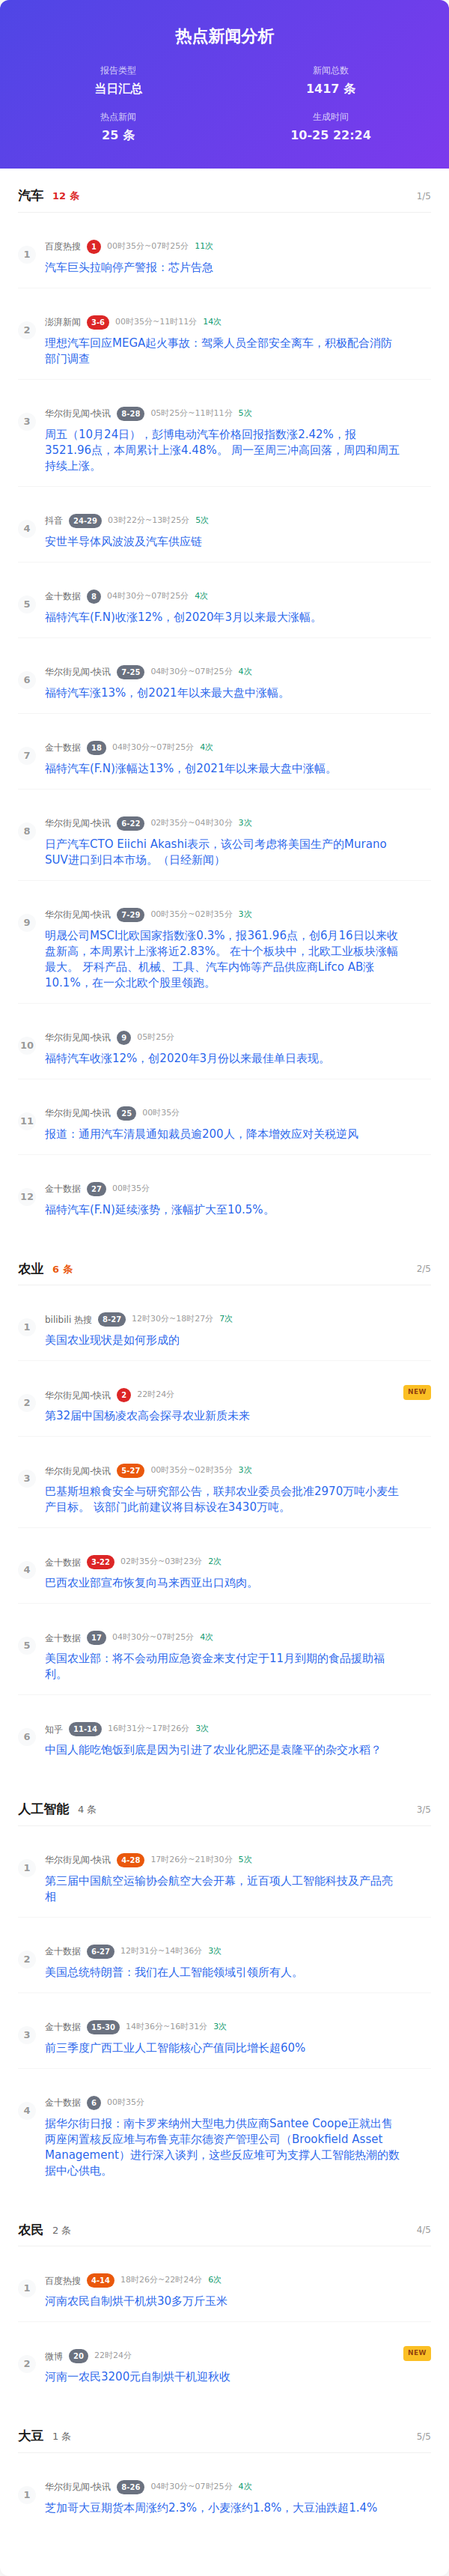 热点新闻分析
报告类型
新闻总数
当日汇总
1417 条
热点新闻
生成时间
25 条
10-25 22:24
汽车 12 条 1/5
1
百度热搜 1 00时35分~07时25分 11次
汽车巨头拉响停产警报：芯片告急
2
澎湃新闻 3-6 00时35分~11时11分 14次
理想汽车回应MEGA起火事故：驾乘人员全部安全离车，积极配合消防
部门调查
3
华尔街见闻-快讯 8-28 05时25分~11时11分 5次
周五（10月24日），彭博电动汽车价格回报指数涨2.42%，报
3521.96点，本周累计上涨4.48%。 周一至周三冲高回落，周四和周五
持续上涨。
4
抖音 24-29 03时22分~13时25分 5次
安世半导体风波波及汽车供应链
5
金十数据 8 04时30分~07时25分 4次
福特汽车(F.N)收涨12%，创2020年3月以来最大涨幅。
6
华尔街见闻-快讯 7-25 04时30分~07时25分 4次
福特汽车涨13%，创2021年以来最大盘中涨幅。
7
金十数据 18 04时30分~07时25分 4次
福特汽车(F.N)涨幅达13%，创2021年以来最大盘中涨幅。
8
华尔街见闻-快讯 6-22 02时35分~04时30分 3次
日产汽车CTO Eiichi Akashi表示，该公司考虑将美国生产的Murano
SUV进口到日本市场。（日经新闻）
9
华尔街见闻-快讯 7-29 00时35分~02时35分 3次
明晟公司MSCI北欧国家指数涨0.3%，报361.96点，创6月16日以来收
盘新高，本周累计上涨将近2.83%。 在十个板块中，北欧工业板块涨幅
最大。 牙科产品、机械、工具、汽车内饰等产品供应商Lifco AB涨
10.1%，在一众北欧个股里领跑。
10
华尔街见闻-快讯 9 05时25分
福特汽车收涨12%，创2020年3月份以来最佳单日表现。
11
华尔街见闻-快讯 25 00时35分
报道：通用汽车清晨通知裁员逾200人，降本增效应对关税逆风
12
金十数据 27 00时35分
福特汽车(F.N)延续涨势，涨幅扩大至10.5%。
农业 6 条 2/5
1
bilibili 热搜 8-27 12时30分~18时27分 7次
美国农业现状是如何形成的
2
华尔街见闻-快讯 2 22时24分 NEW
第32届中国杨凌农高会探寻农业新质未来
3
华尔街见闻-快讯 5-27 00时35分~02时35分 3次
巴基斯坦粮食安全与研究部公告，联邦农业委员会批准2970万吨小麦生
产目标。 该部门此前建议将目标设在3430万吨。
4
金十数据 3-22 02时35分~03时23分 2次
巴西农业部宣布恢复向马来西亚出口鸡肉。
5
金十数据 17 04时30分~07时25分 4次
美国农业部：将不会动用应急资金来支付定于11月到期的食品援助福
利。
6
知乎 11-14 16时31分~17时26分 3次
中国人能吃饱饭到底是因为引进了农业化肥还是袁隆平的杂交水稻？
人工智能 4 条 3/5
1
华尔街见闻-快讯 4-28 17时26分~21时30分 5次
第三届中国航空运输协会航空大会开幕，近百项人工智能科技及产品亮
相
2
金十数据 6-27 12时31分~14时36分 3次
美国总统特朗普：我们在人工智能领域引领所有人。
3
金十数据 15-30 14时36分~16时31分 3次
前三季度广西工业人工智能核心产值同比增长超60%
4
金十数据 6 00时35分
据华尔街日报：南卡罗来纳州大型电力供应商Santee Coope正就出售
两座闲置核反应堆与布鲁克菲尔德资产管理公司（Brookfield Asset
Management）进行深入谈判，这些反应堆可为支撑人工智能热潮的数
据中心供电。
农民 2 条 4/5
1
百度热搜 4-14 18时26分~22时24分 6次
河南农民自制烘干机烘30多万斤玉米
2
微博 20 22时24分 NEW
河南一农民3200元自制烘干机迎秋收
大豆 1 条 5/5
1
华尔街见闻-快讯 8-26 04时30分~07时25分 4次
芝加哥大豆期货本周涨约2.3%，小麦涨约1.8%，大豆油跌超1.4%